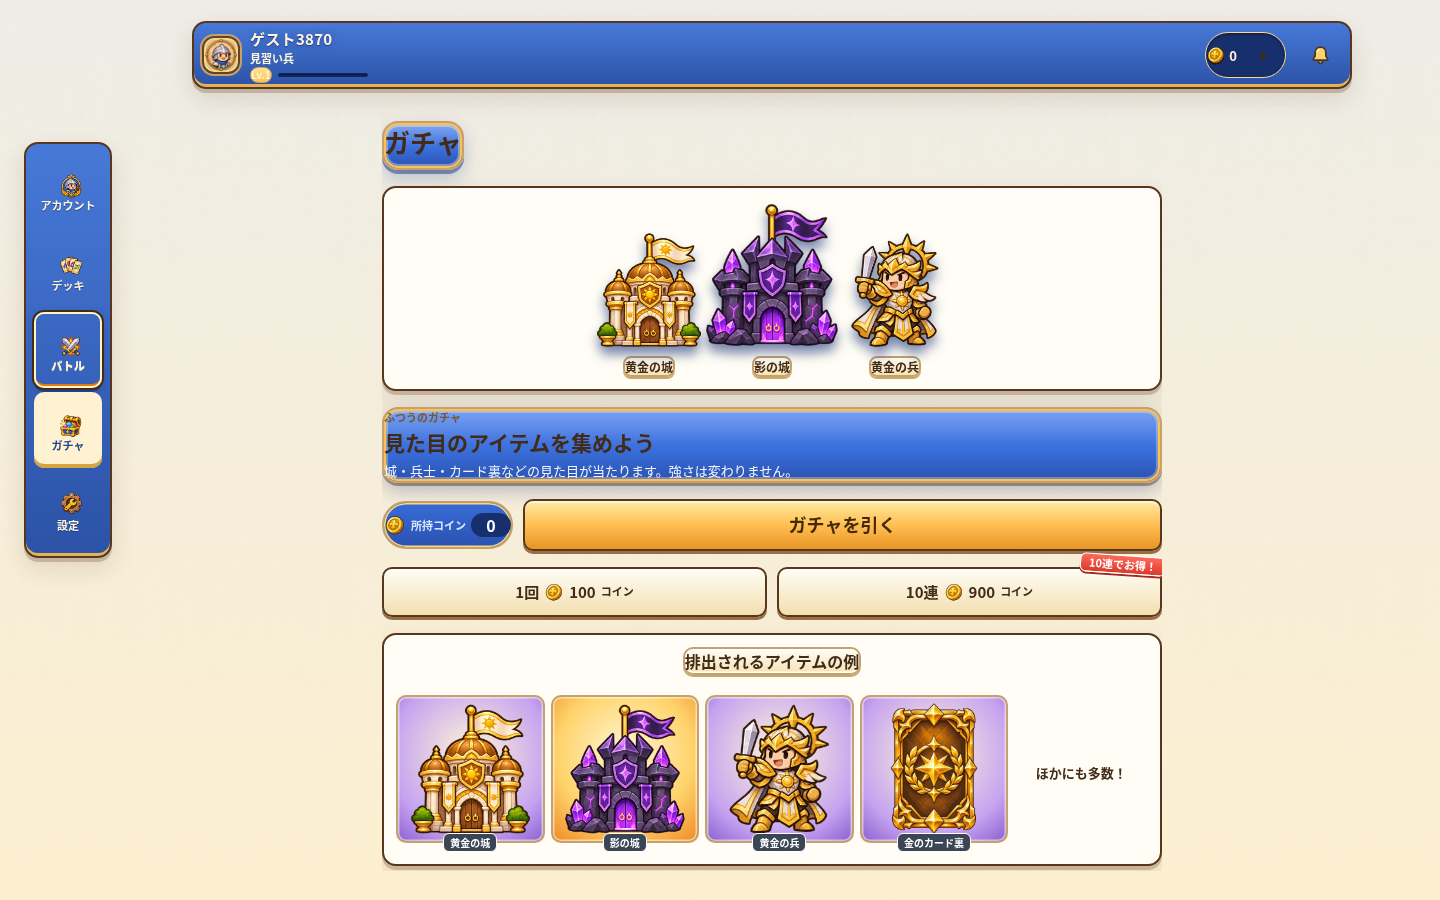 ゲスト3870
見習い兵
Lv.1
0
アカウント
デッキ
バトル
ガチャ
設定
ガチャ
黄金の城
影の城
黄金の兵
ふつうのガチャ
見た目のアイテムを集めよう
城・兵士・カード裏などの見た目が当たります。強さは変わりません。
所持コイン 0
ガチャを引く
10連でお得！
1回 100 コイン
10連 900 コイン
排出されるアイテムの例
黄金の城
影の城
黄金の兵
金のカード裏
ほかにも多数！